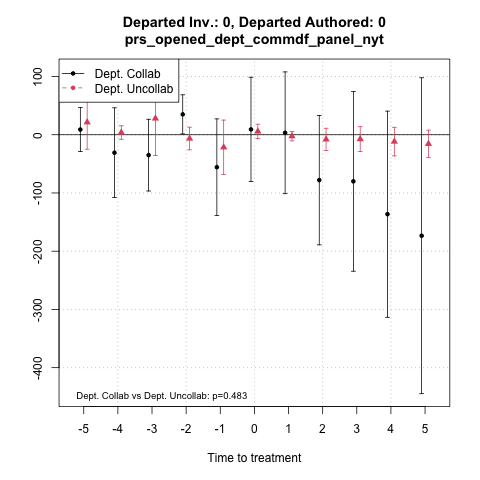 Departed Inv.: 0, Departed Authored: 0
prs_opened_dept_commdf_panel_nyt
Dept. Collab
Dept. Uncollab
100
0
-100
-200
-300
-400
Dept. Collab vs Dept. Uncollab: p=0.483
-5 -4 -3 -2 -1 0 1 2 3 4 5
Time to treatment